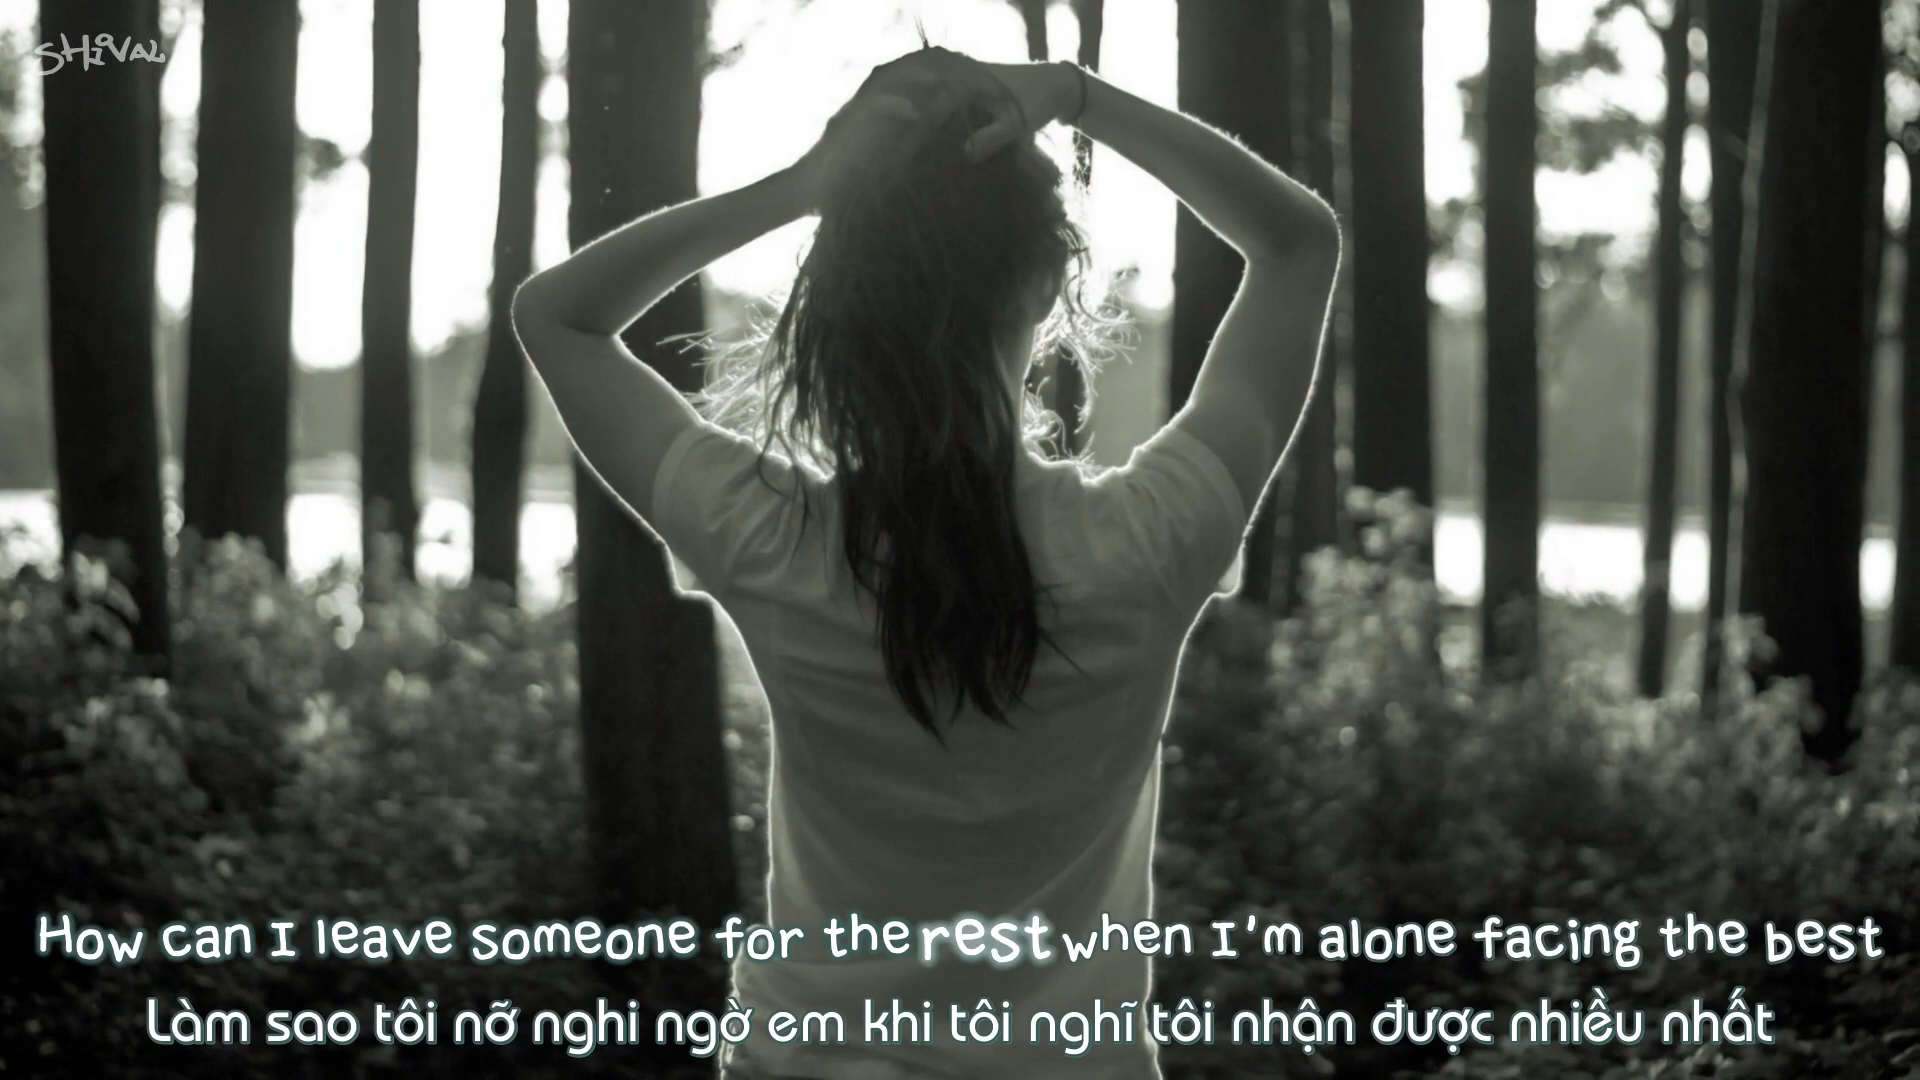 SHiVAL
How can I leave someone for the rest when I'm alone facing the best
Làm sao tôi nỡ nghi ngờ em khi tôi nghĩ tôi nhận được nhiều nhất